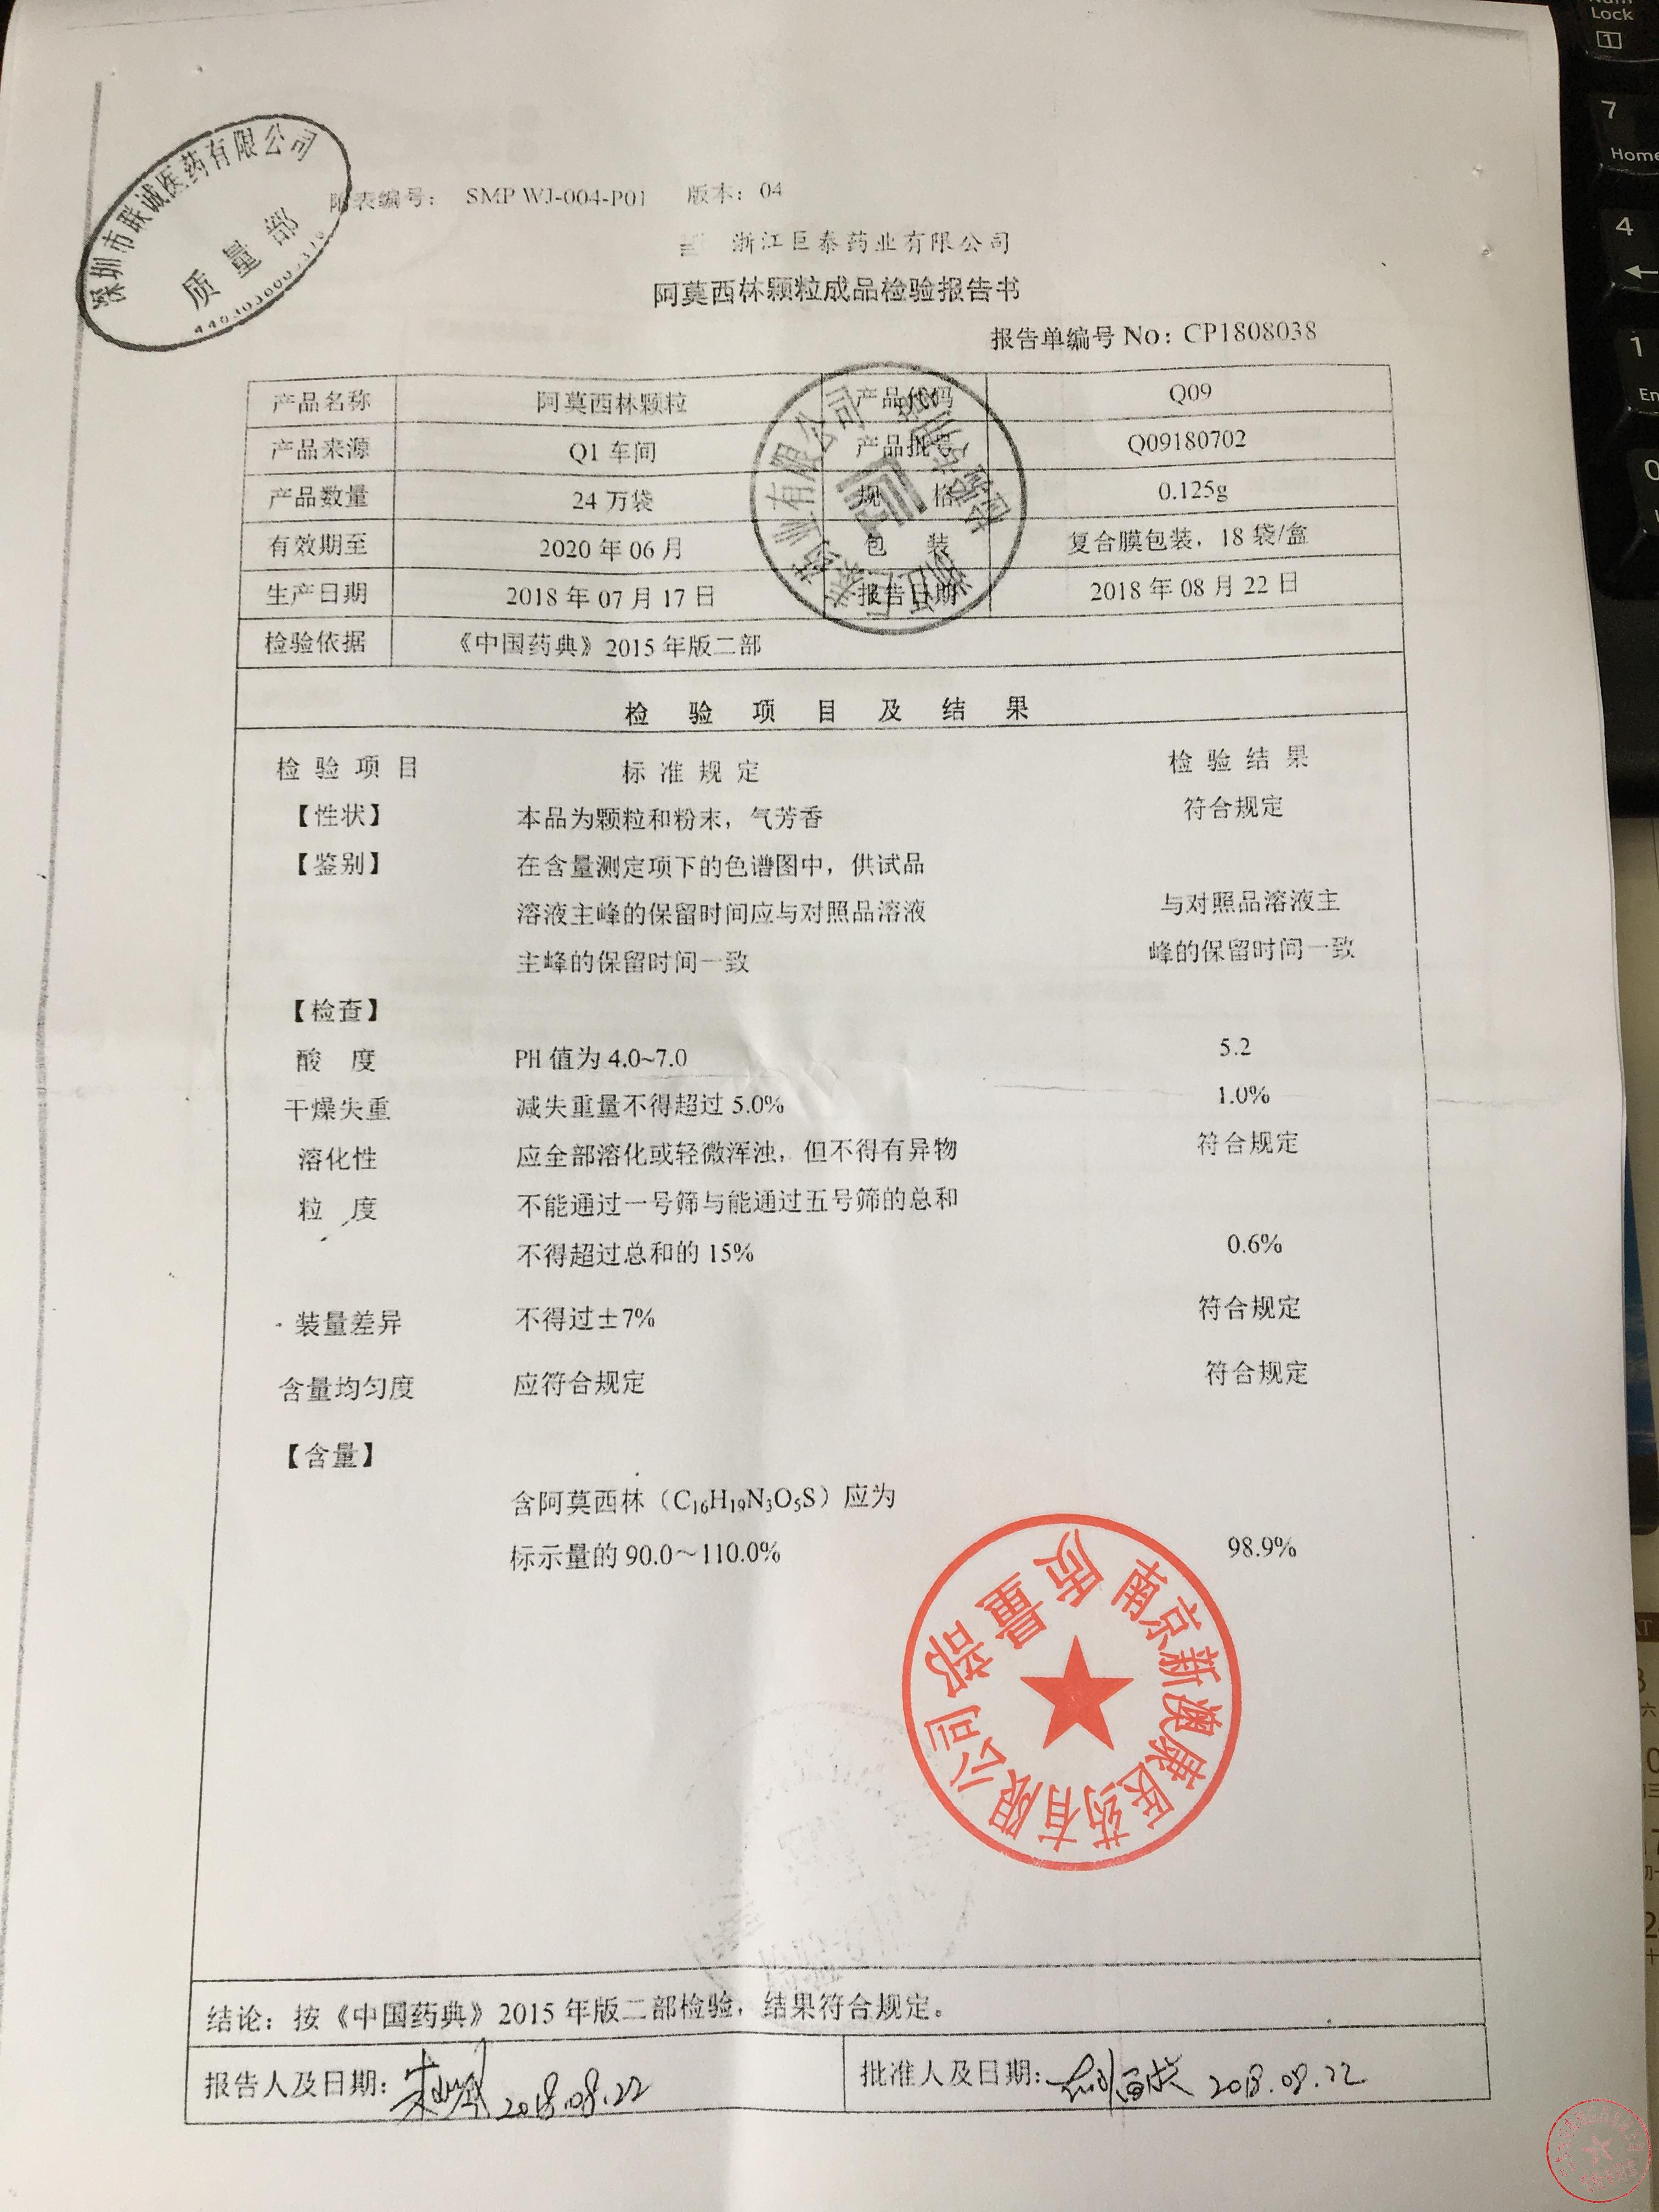 深圳市联诚医药有限公司
质量部
附表编号： SMP WJ-004-P01 版本：04
浙江巨泰药业有限公司
阿莫西林颗粒成品检验报告书
报告单编号 No：CP1808038
产品名称 阿莫西林颗粒 产品代码 Q09
产品来源 Q1 车间 产品批号 Q09180702
产品数量 24 万袋 规 格 0.125g
有效期至 2020 年 06 月 包 装 复合膜包装，18 袋/盒
生产日期 2018 年 07 月 17 日 报告日期 2018 年 08 月 22 日
检验依据 《中国药典》2015 年版二部
检 验 项 目 及 结 果
检 验 项 目 标 准 规 定 检 验 结 果
【性状】 本品为颗粒和粉末，气芳香 符合规定
【鉴别】 在含量测定项下的色谱图中，供试品
溶液主峰的保留时间应与对照品溶液 与对照品溶液主
主峰的保留时间一致 峰的保留时间一致
【检查】
酸 度 PH 值为 4.0~7.0 5.2
干燥失重 减失重量不得超过 5.0% 1.0%
溶化性 应全部溶化或轻微浑浊，但不得有异物 符合规定
粒 度 不能通过一号筛与能通过五号筛的总和
不得超过总和的 15% 0.6%
装量差异 不得过±7% 符合规定
含量均匀度 应符合规定 符合规定
【含量】
含阿莫西林（C₁₆H₁₉N₃O₅S）应为
标示量的 90.0～110.0% 98.9%
南京新澳康医药有限公司
质量部
结论：按《中国药典》2015 年版二部检验，结果符合规定。
报告人及日期： 2018.08.22 批准人及日期： 2018.08.22
Num
Lock
1
7
Home
4
←
1
En
0